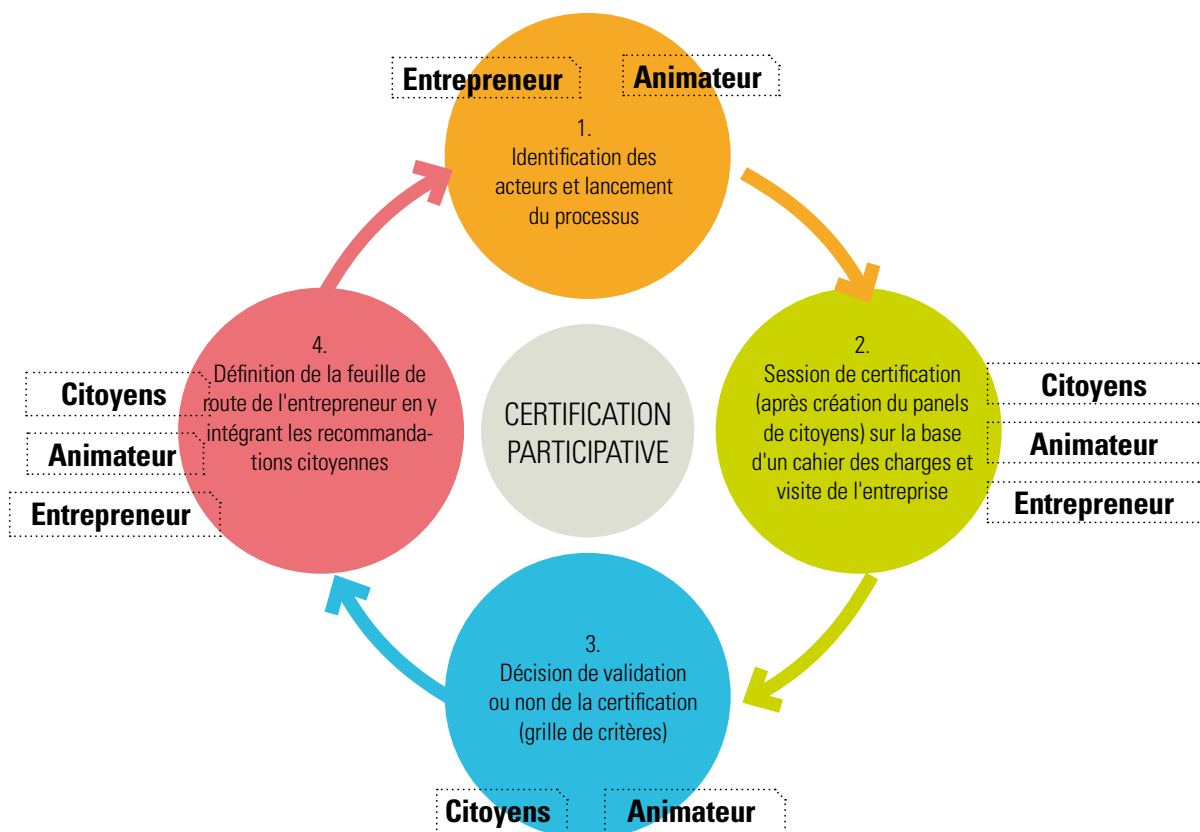 Entrepreneur
Animateur
1.
Identification des
acteurs et lancement
du processus
2.
Session de certification
(après création du panels
de citoyens) sur la base
d'un cahier des charges et
visite de l'entreprise
Citoyens
Animateur
Entrepreneur
3.
Décision de validation
ou non de la certification
(grille de critères)
Citoyens
Animateur
4.
Définition de la feuille de
route de l'entrepreneur en y
intégrant les recommanda-
tions citoyennes
Citoyens
Animateur
Entrepreneur
CERTIFICATION
PARTICIPATIVE